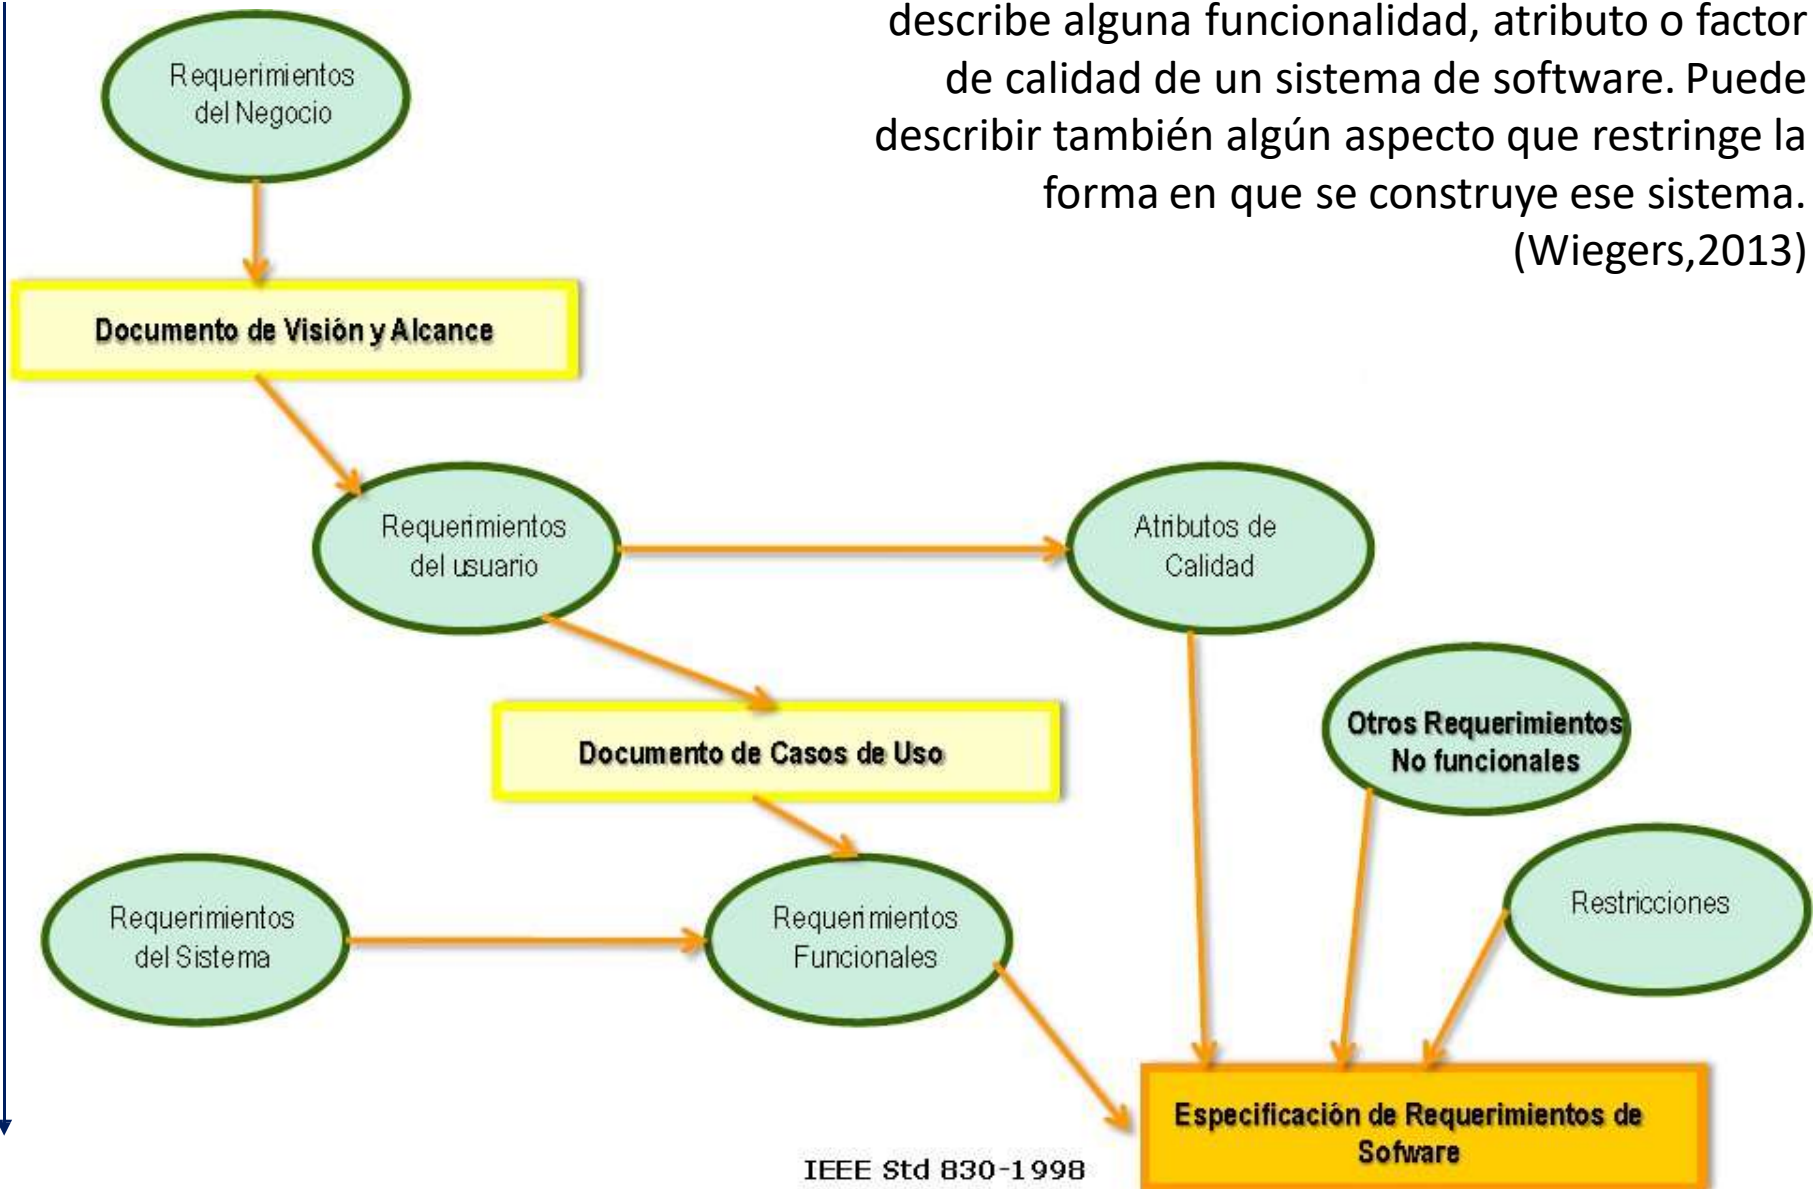 describe alguna funcionalidad, atributo o factor
de calidad de un sistema de software. Puede
describir también algún aspecto que restringe la
forma en que se construye ese sistema.
(Wiegers,2013)
Requerimientos
del Negocio
Documento de Visión y Alcance
Requerimientos
del usuario
Atributos de
Calidad
Otros Requerimientos
No funcionales
Documento de Casos de Uso
Requerimientos
del Sistema
Requerimientos
Funcionales
Restricciones
Especificación de Requerimientos de
Sofware
IEEE Std 830-1998